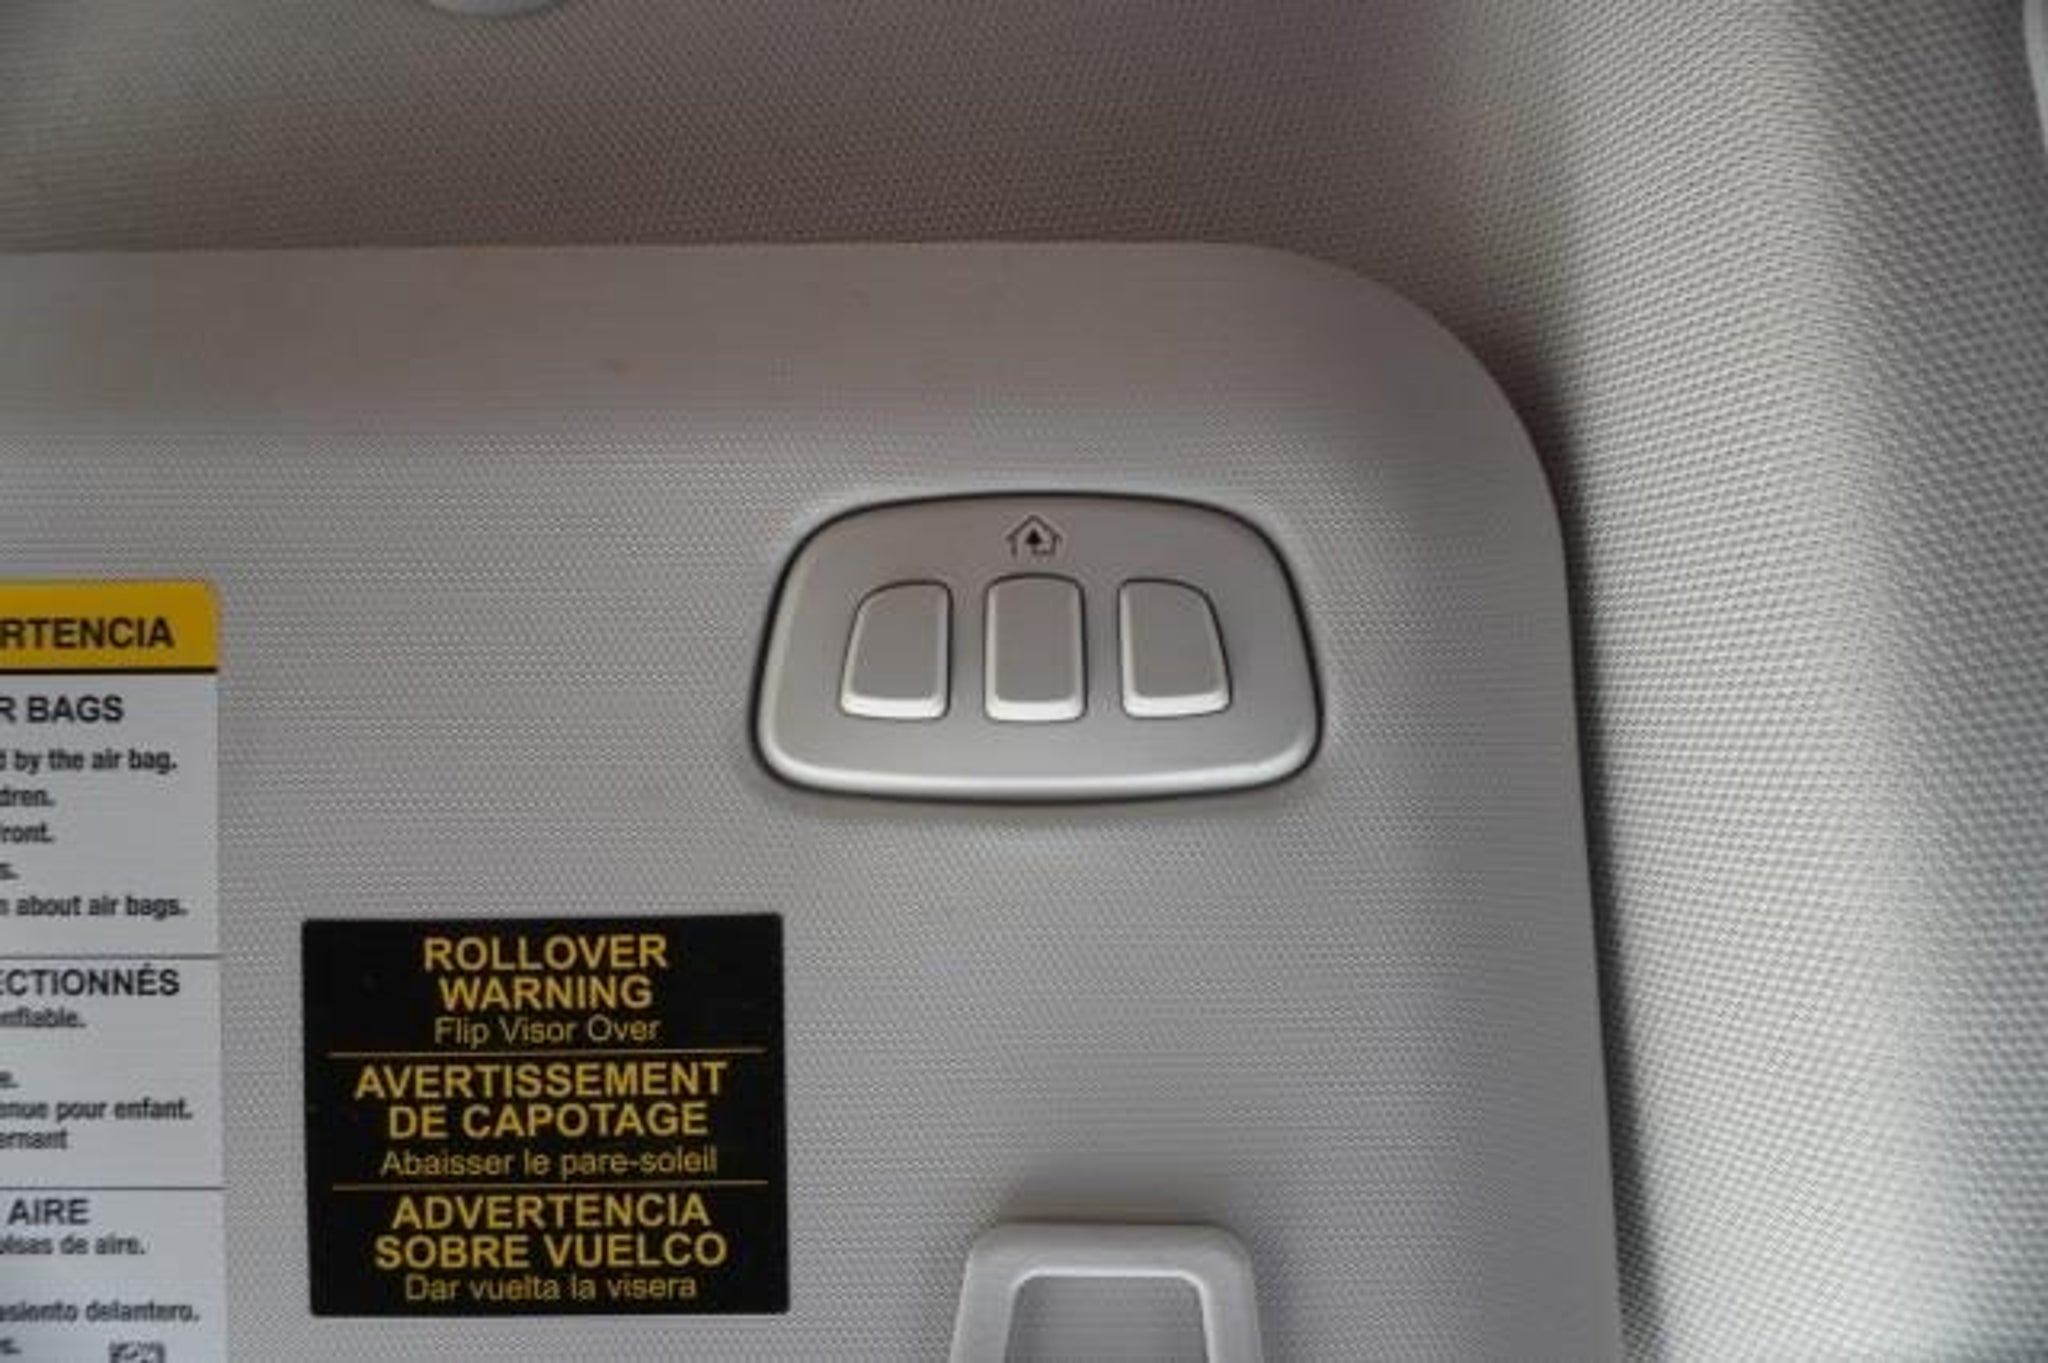 RTENCIA
R BAGS
d by the air bag.
dren.
front.
s.
n about air bags.
ECTIONNÉS
nflable.
e.
enue pour enfant.
ernant
AIRE
olsas de aire.
asiento delantero.
s.
ROLLOVER
WARNING
Flip Visor Over
AVERTISSEMENT
DE CAPOTAGE
Abaisser le pare-soleil
ADVERTENCIA
SOBRE VUELCO
Dar vuelta la visera